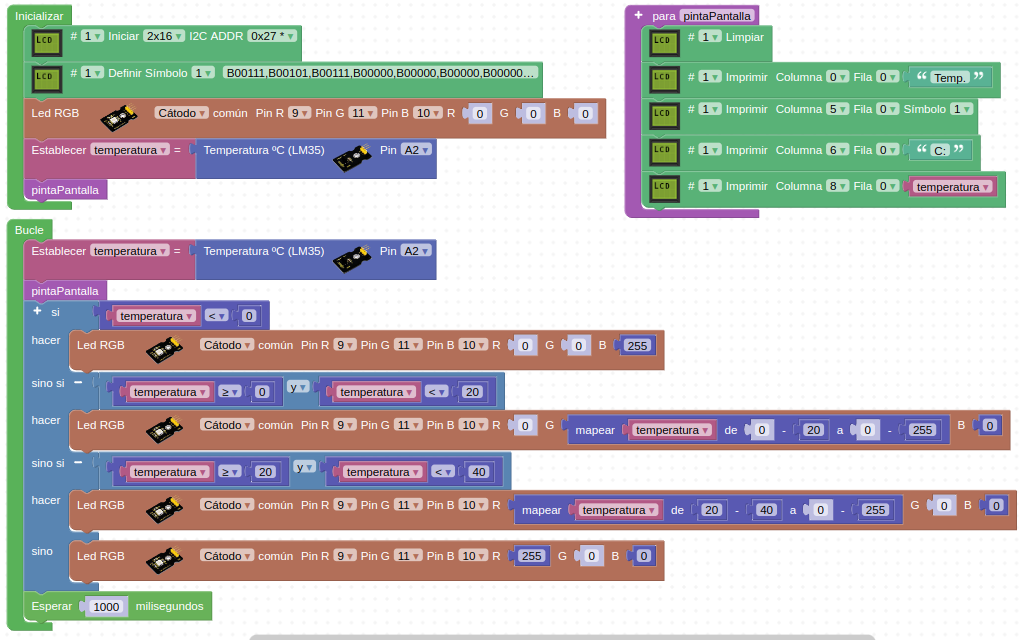 Inicializar
LCD # 1 Iniciar 2x16 I2C ADDR 0x27 *
LCD # 1 Definir Símbolo 1 B00111,B00101,B00111,B00000,B00000,B00000,B00000...
Led RGB Cátodo común Pin R 9 Pin G 11 Pin B 10 R 0 G 0 B 0
Establecer temperatura = Temperatura ºC (LM35) Pin A2
pintaPantalla
+ para pintaPantalla
LCD # 1 Limpiar
LCD # 1 Imprimir Columna 0 Fila 0 “ Temp. ”
LCD # 1 Imprimir Columna 5 Fila 0 Símbolo 1
LCD # 1 Imprimir Columna 6 Fila 0 “ C: ”
LCD # 1 Imprimir Columna 8 Fila 0 temperatura
Bucle
Establecer temperatura = Temperatura ºC (LM35) Pin A2
pintaPantalla
+ si temperatura < 0
hacer Led RGB Cátodo común Pin R 9 Pin G 11 Pin B 10 R 0 G 0 B 255
sino si − temperatura ≥ 0 y temperatura < 20
hacer Led RGB Cátodo común Pin R 9 Pin G 11 Pin B 10 R 0 G mapear temperatura de 0 - 20 a 0 - 255 B 0
sino si − temperatura ≥ 20 y temperatura < 40
hacer Led RGB Cátodo común Pin R 9 Pin G 11 Pin B 10 R mapear temperatura de 20 - 40 a 0 - 255 G 0 B 0
sino Led RGB Cátodo común Pin R 9 Pin G 11 Pin B 10 R 255 G 0 B 0
Esperar 1000 milisegundos